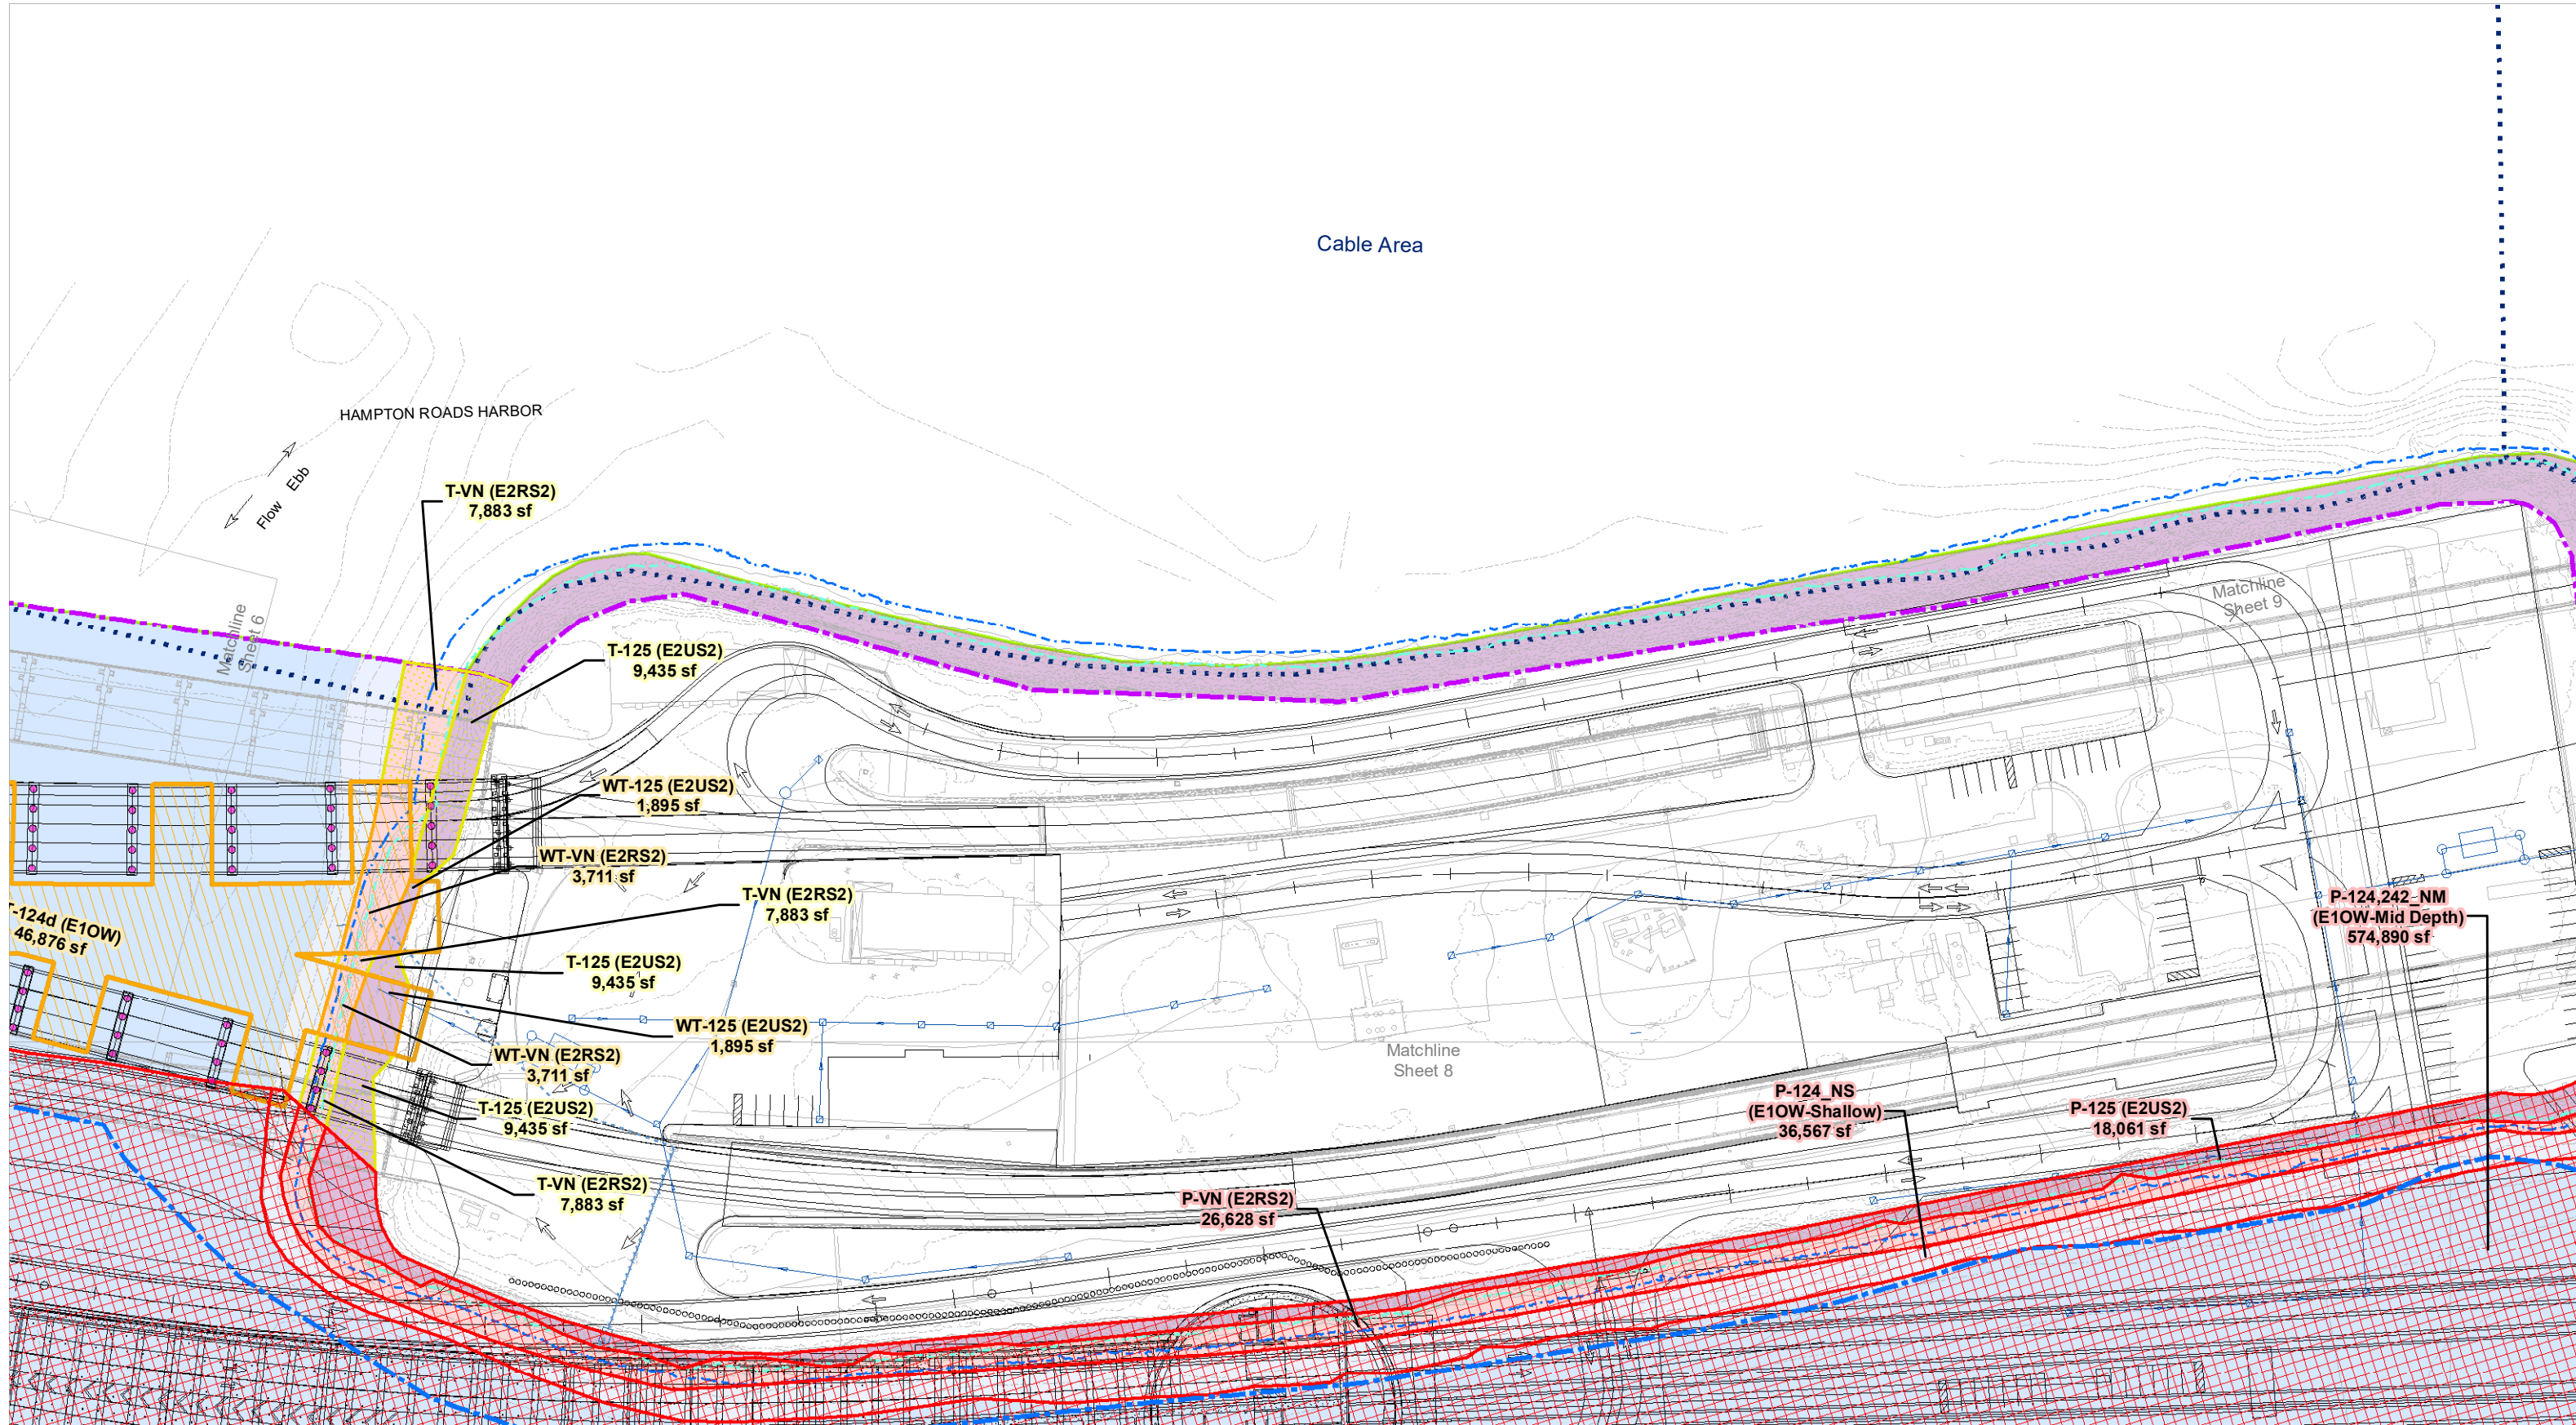 Cable Area
HAMPTON ROADS HARBOR
Ebb
Flow
T-VN (E2RS2)
7,883 sf
Matchline
Sheet 6
Matchline
Sheet 9
T-125 (E2US2)
9,435 sf
WT-125 (E2US2)
1,895 sf
WT-VN (E2RS2)
3,711 sf
T-VN (E2RS2)
7,883 sf
P-124,242_NM
(E1OW-Mid Depth)
574,890 sf
T-124d (E1OW)
46,876 sf
T-125 (E2US2)
9,435 sf
WT-125 (E2US2)
1,895 sf
WT-VN (E2RS2)
3,711 sf
Matchline
Sheet 8
P-124_NS
(E1OW-Shallow)
36,567 sf
T-125 (E2US2)
9,435 sf
P-125 (E2US2)
18,061 sf
T-VN (E2RS2)
7,883 sf
P-VN (E2RS2)
26,628 sf